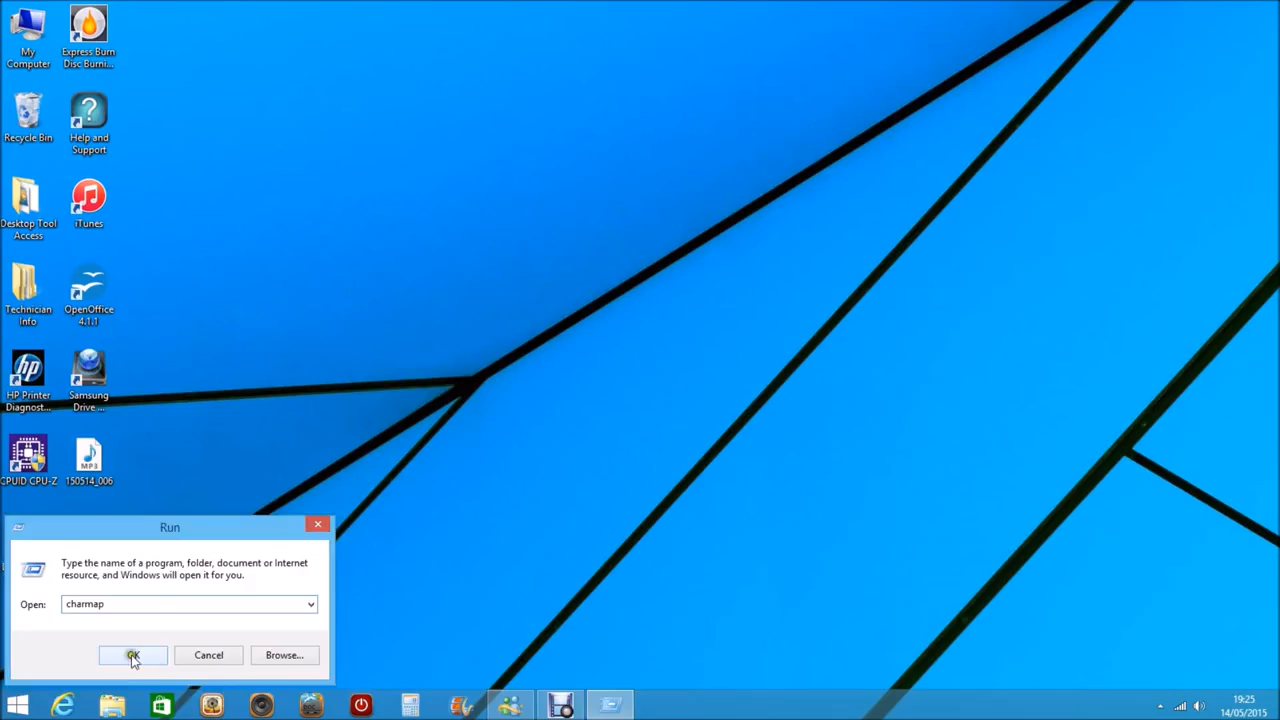 My
Computer
Express Burn
Disc Burni...
Recycle Bin
Help and
Support
Desktop Tool
Access
iTunes
Technician
Info
OpenOffice
4.1.1
HP Printer
Diagnost...
Samsung
Drive ...
CPUID CPU-Z
MP3
150514_006
Run
Type the name of a program, folder, document or Internet
resource, and Windows will open it for you.
Open:
charmap
OK
Cancel
Browse...
19:25
14/05/2015